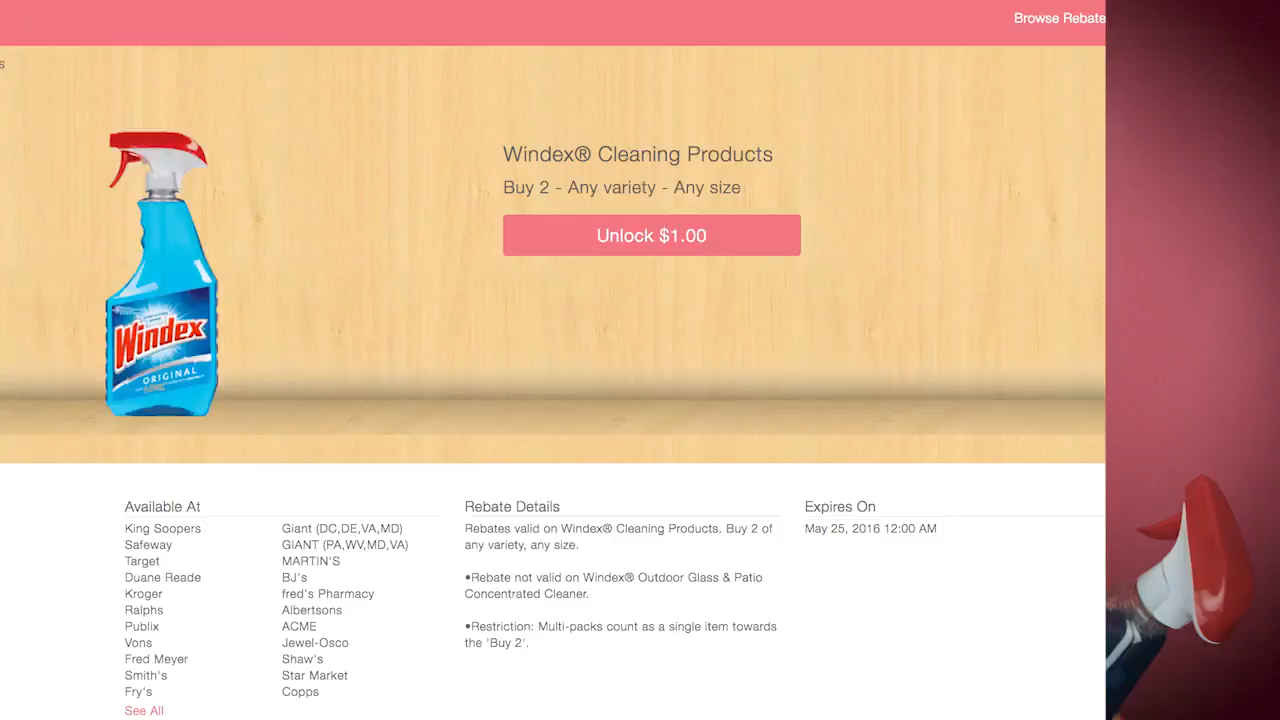 Browse Rebate
s
Windex® Cleaning Products
Buy 2 - Any variety - Any size
Unlock $1.00
Windex
ORIGINAL
Available At
King Soopers
Safeway
Target
Duane Reade
Kroger
Ralphs
Publix
Vons
Fred Meyer
Smith's
Fry's
See All
Giant (DC,DE,VA,MD)
GIANT (PA,WV,MD,VA)
MARTIN'S
BJ's
fred's Pharmacy
Albertsons
ACME
Jewel-Osco
Shaw's
Star Market
Copps
Rebate Details
Rebates valid on Windex® Cleaning Products. Buy 2 of
any variety, any size.
•Rebate not valid on Windex® Outdoor Glass & Patio
Concentrated Cleaner.
•Restriction: Multi-packs count as a single item towards
the 'Buy 2'.
Expires On
May 25, 2016 12:00 AM